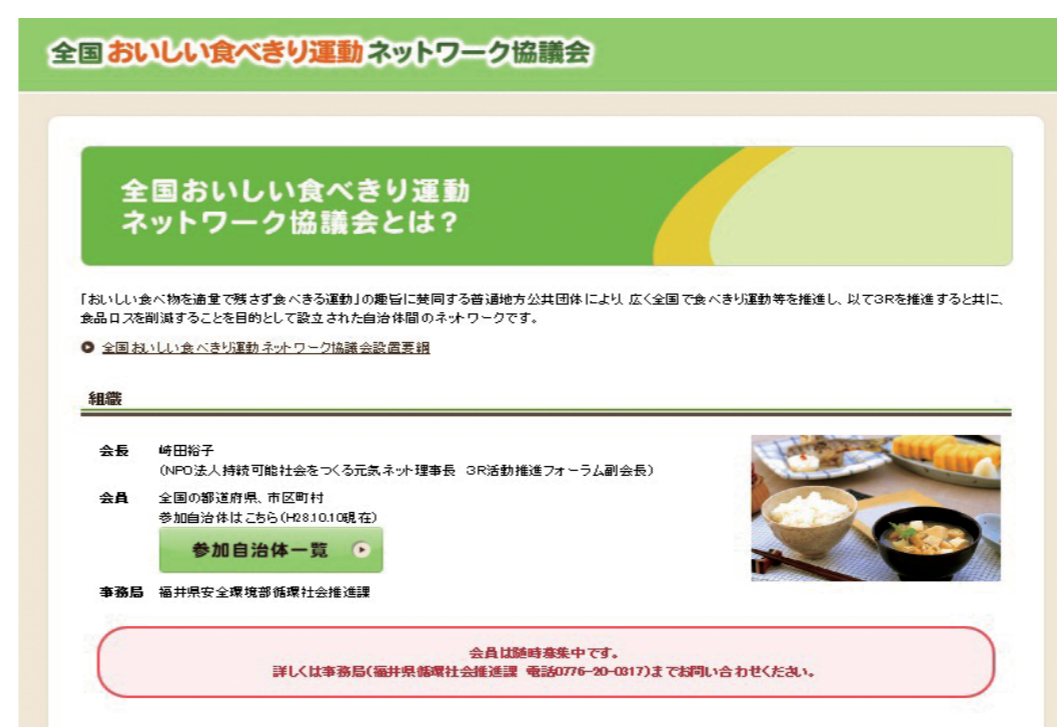 全国おいしい食べきり運動ネットワーク協議会
全国おいしい食べきり運動
ネットワーク協議会とは？
「おいしい食べ物を適量で残さず食べきる運動」の趣旨に賛同する普通地方公共団体により、広く全国で食べきり運動等を推進し、以て3Rを推進すると共に、
食品ロスを削減することを目的として設立された自治体間のネットワークです。
全国おいしい食べきり運動ネットワーク協議会設置要綱
組織
会長 崎田裕子
（NPO法人持続可能社会をつくる元気ネット理事長 3R活動推進フォーラム副会長）
会員 全国の都道府県、市区町村
参加自治体はこちら（H28.10.10現在）
参加自治体一覧
事務局 福井県安全環境部循環社会推進課
会員は随時募集中です。
詳しくは事務局（福井県循環社会推進課 電話0776-20-0317）までお問い合わせください。